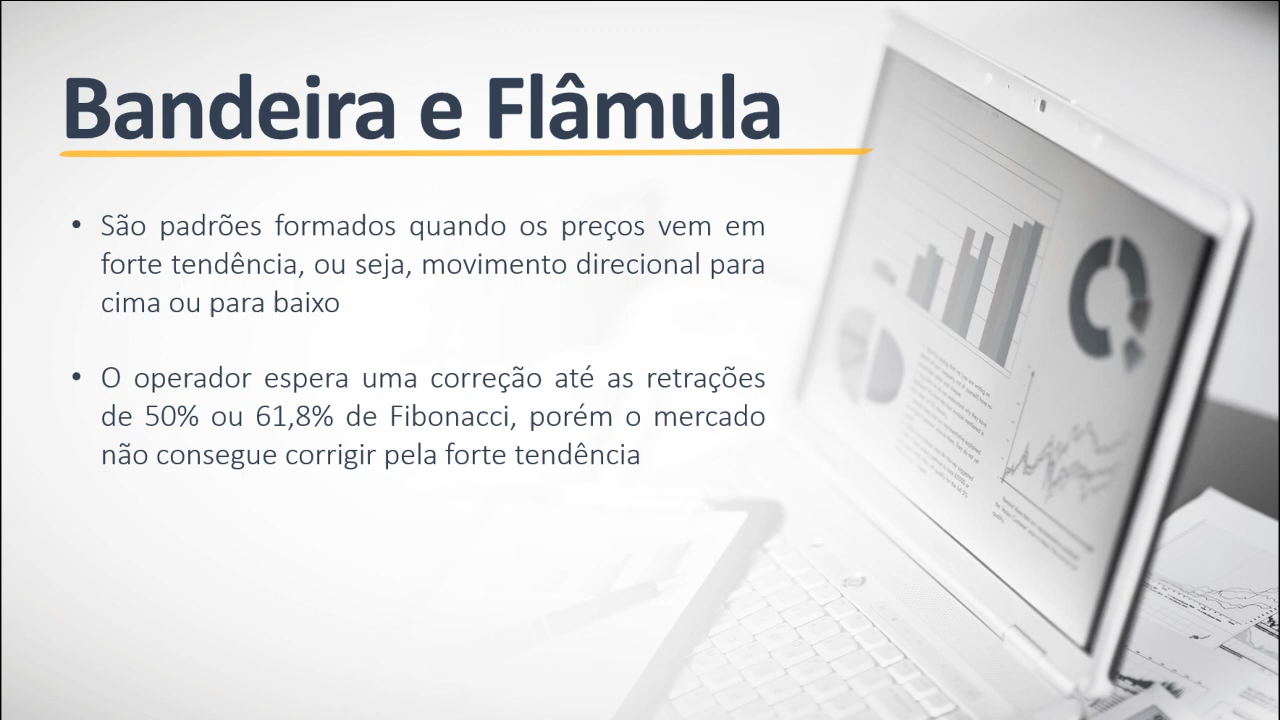 Bandeira e Flâmula
• São padrões formados quando os preços vem em
forte tendência, ou seja, movimento direcional para
cima ou para baixo
• O operador espera uma correção até as retrações
de 50% ou 61,8% de Fibonacci, porém o mercado
não consegue corrigir pela forte tendência